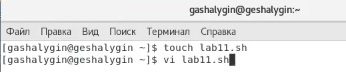 gashalygin@geshalygin:~
Файл Правка Вид Поиск Терминал Справка
[gashalygin@geshalygin ~]$ touch lab11.sh
[gashalygin@geshalygin ~]$ vi lab11.sh